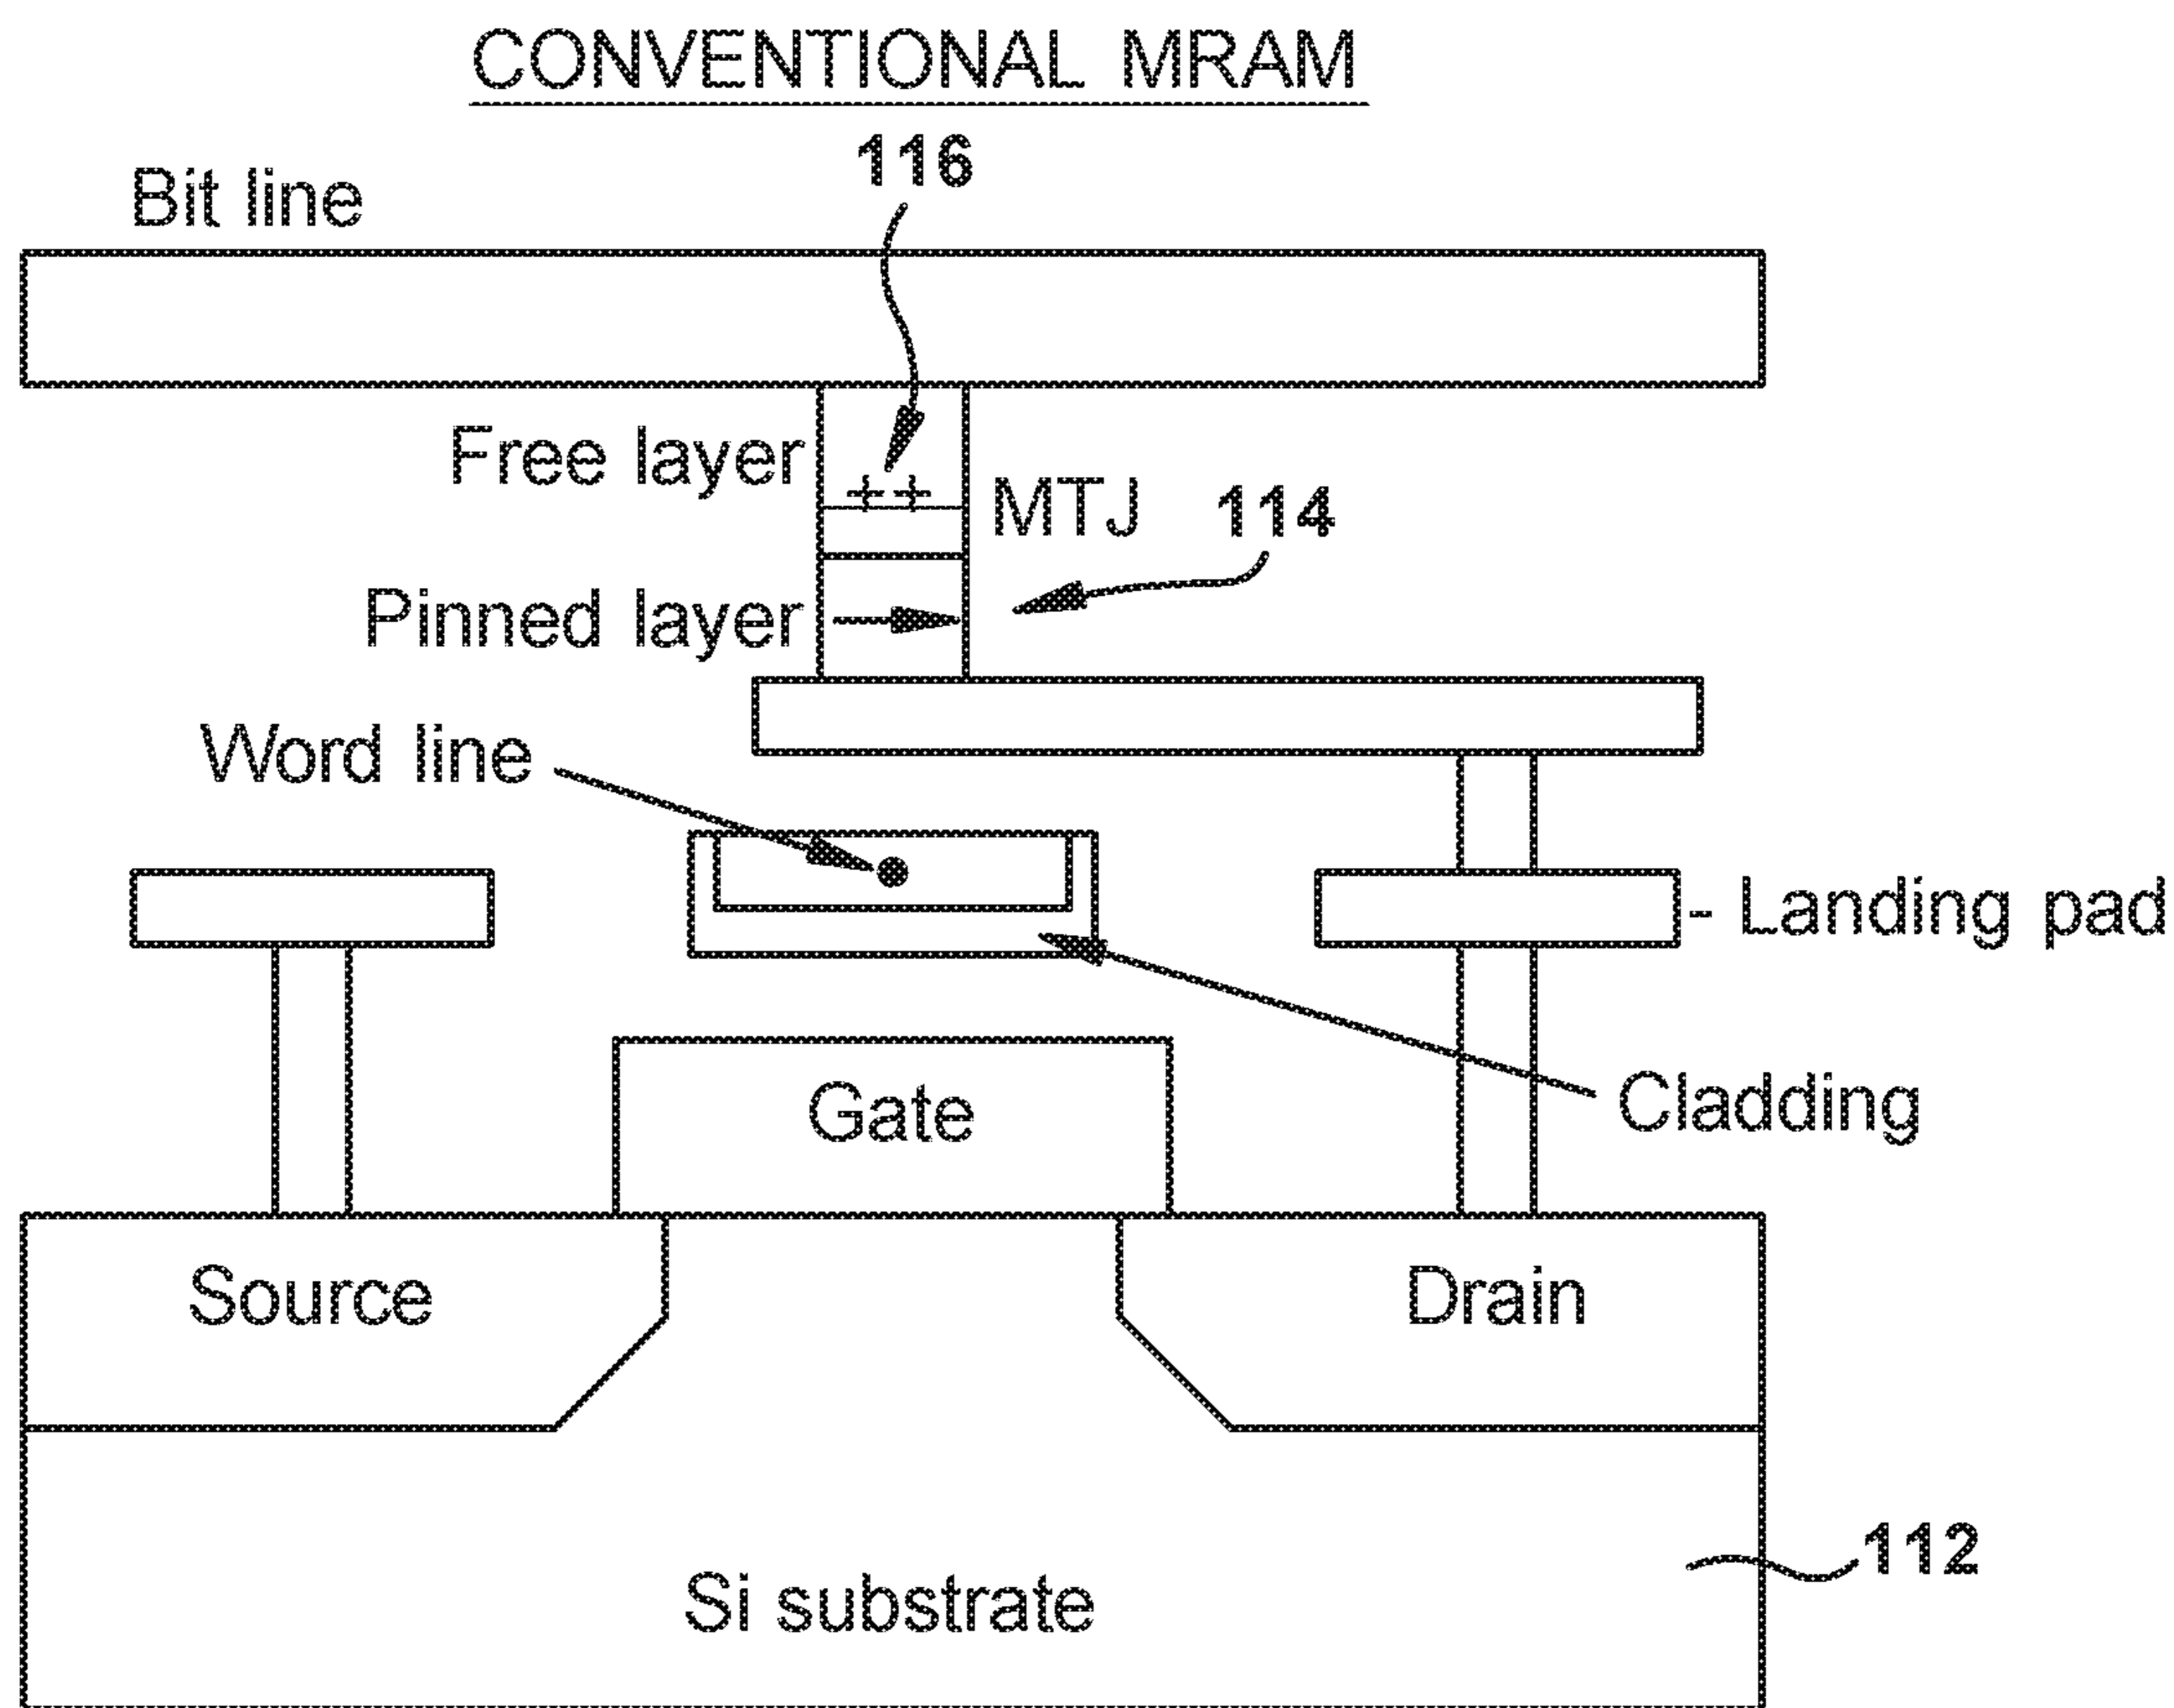 CONVENTIONAL MRAM
116
Bit line
Free layer
MTJ
114
Pinned layer
Word line
Landing pad
Cladding
Gate
Source
Drain
112
Si substrate